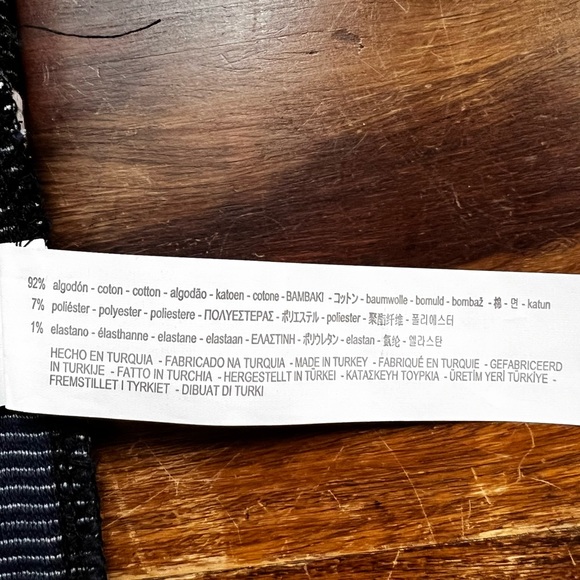 92% algodón - coton - cotton - algodão - katoen - cotone - BAMBAKI - コットン - baumwolle - bomuld - bombaž - 棉 - 면 - katun
7% poliéster - polyester - poliestere - ΠΟΛΥΕΣΤΕΡΑΣ - ポリエステル - poliester - 聚酯纤维 - 폴리에스터
1% elastano - élasthanne - elastane - elastaan - ΕΛΑΣΤΙΝΗ - ポリウレタン - elastan - 氨纶 - 엘라스탄
HECHO EN TURQUIA - FABRICADO NA TURQUIA - MADE IN TURKEY - FABRIQUÉ EN TURQUIE - GEFABRICEERD
IN TURKIJE - FATTO IN TURCHIA - HERGESTELLT IN TÜRKEI - ΚΑΤΑΣΚΕΥΗ ΤΟΥΡΚΙΑ - ÜRETİM YERİ TÜRKİYE -
FREMSTILLET I TYRKIET - DIBUAT DI TURKI